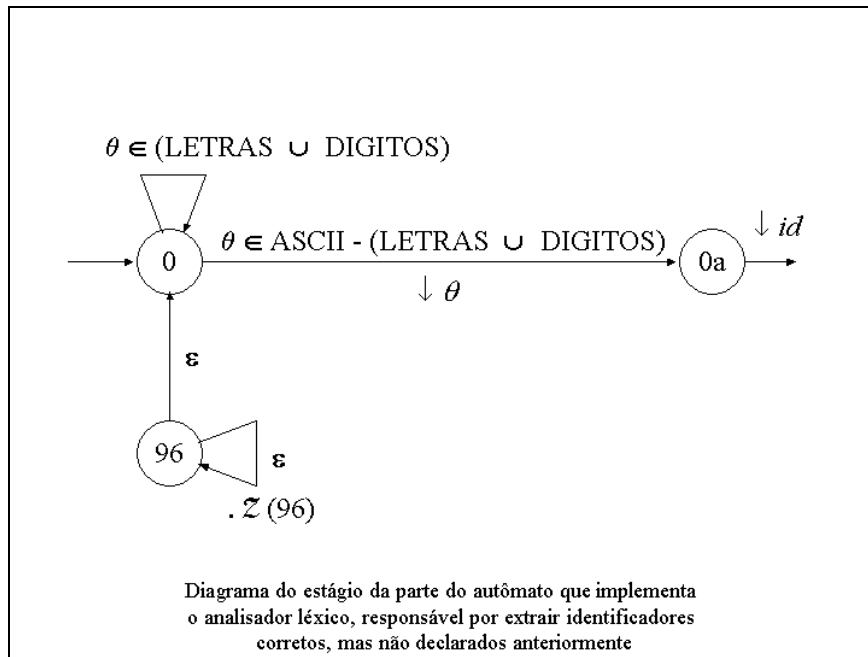 θ ∈ (LETRAS ∪ DIGITOS)
0
θ ∈ ASCII - (LETRAS ∪ DIGITOS)
↓ θ
0a
↓ id
ε
96
ε
. Z (96)
Diagrama do estágio da parte do autômato que implementa
o analisador léxico, responsável por extrair identificadores
corretos, mas não declarados anteriormente